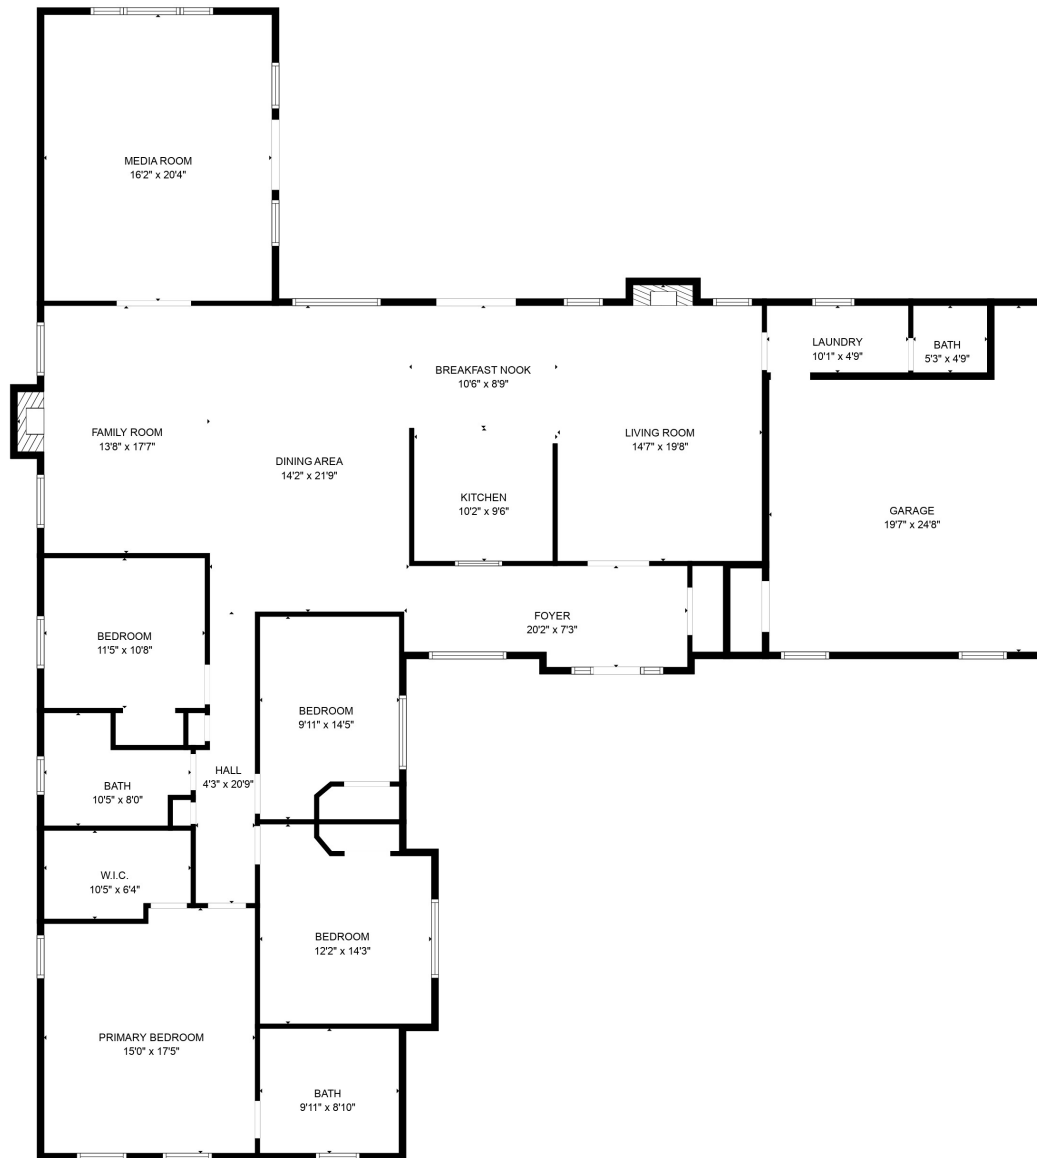 MEDIA ROOM
16'2" x 20'4"
LAUNDRY
10'1" x 4'9"
BATH
5'3" x 4'9"
BREAKFAST NOOK
10'6" x 8'9"
FAMILY ROOM
13'8" x 17'7"
LIVING ROOM
14'7" x 19'8"
DINING AREA
14'2" x 21'9"
KITCHEN
10'2" x 9'6"
GARAGE
19'7" x 24'8"
FOYER
20'2" x 7'3"
BEDROOM
11'5" x 10'8"
BEDROOM
9'11" x 14'5"
HALL
4'3" x 20'9"
BATH
10'5" x 8'0"
W.I.C.
10'5" x 6'4"
BEDROOM
12'2" x 14'3"
PRIMARY BEDROOM
15'0" x 17'5"
BATH
9'11" x 8'10"